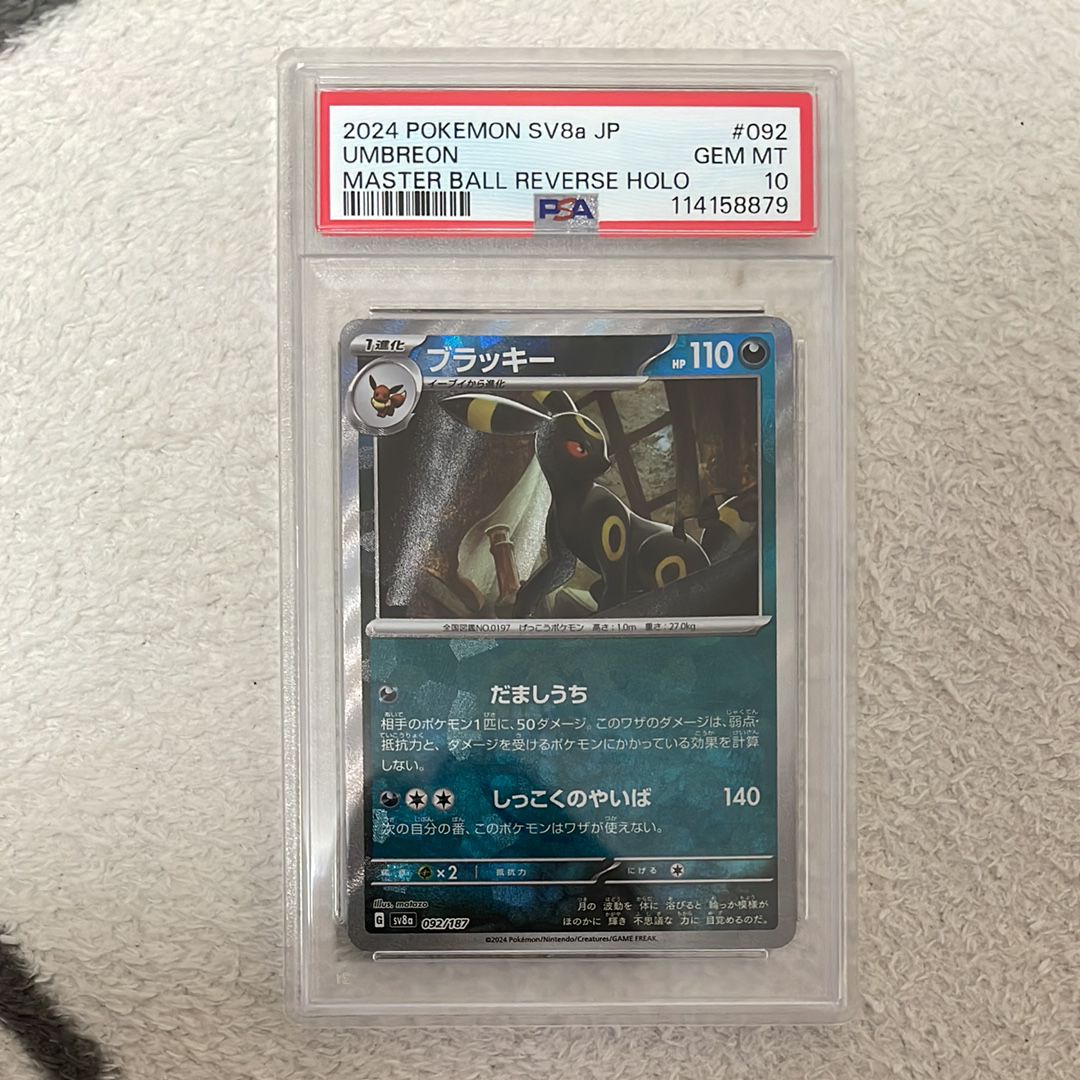 2024 POKEMON SV8a JP #092
UMBREON GEM MT
MASTER BALL REVERSE HOLO 10
PSA 114158879
1進化 ブラッキー HP 110
イーブイから進化
全国図鑑NO.0197 げっこうポケモン 高さ:1.0m 重さ:27.0kg
だましうち
相手のポケモン1匹に、50ダメージ。このワザのダメージは、弱点・
抵抗力と、ダメージを受けるポケモンにかかっている効果を計算
しない。
しっこくのやいば 140
次の自分の番、このポケモンはワザが使えない。
×2 抵抗力 にげる
Illus. matazo
月の波動を体に浴びると輪っか模様が
G sv8a 092/187
ほのかに輝き不思議な力に目覚めるのだ。
©2024 Pokémon/Nintendo/Creatures/GAME FREAK.